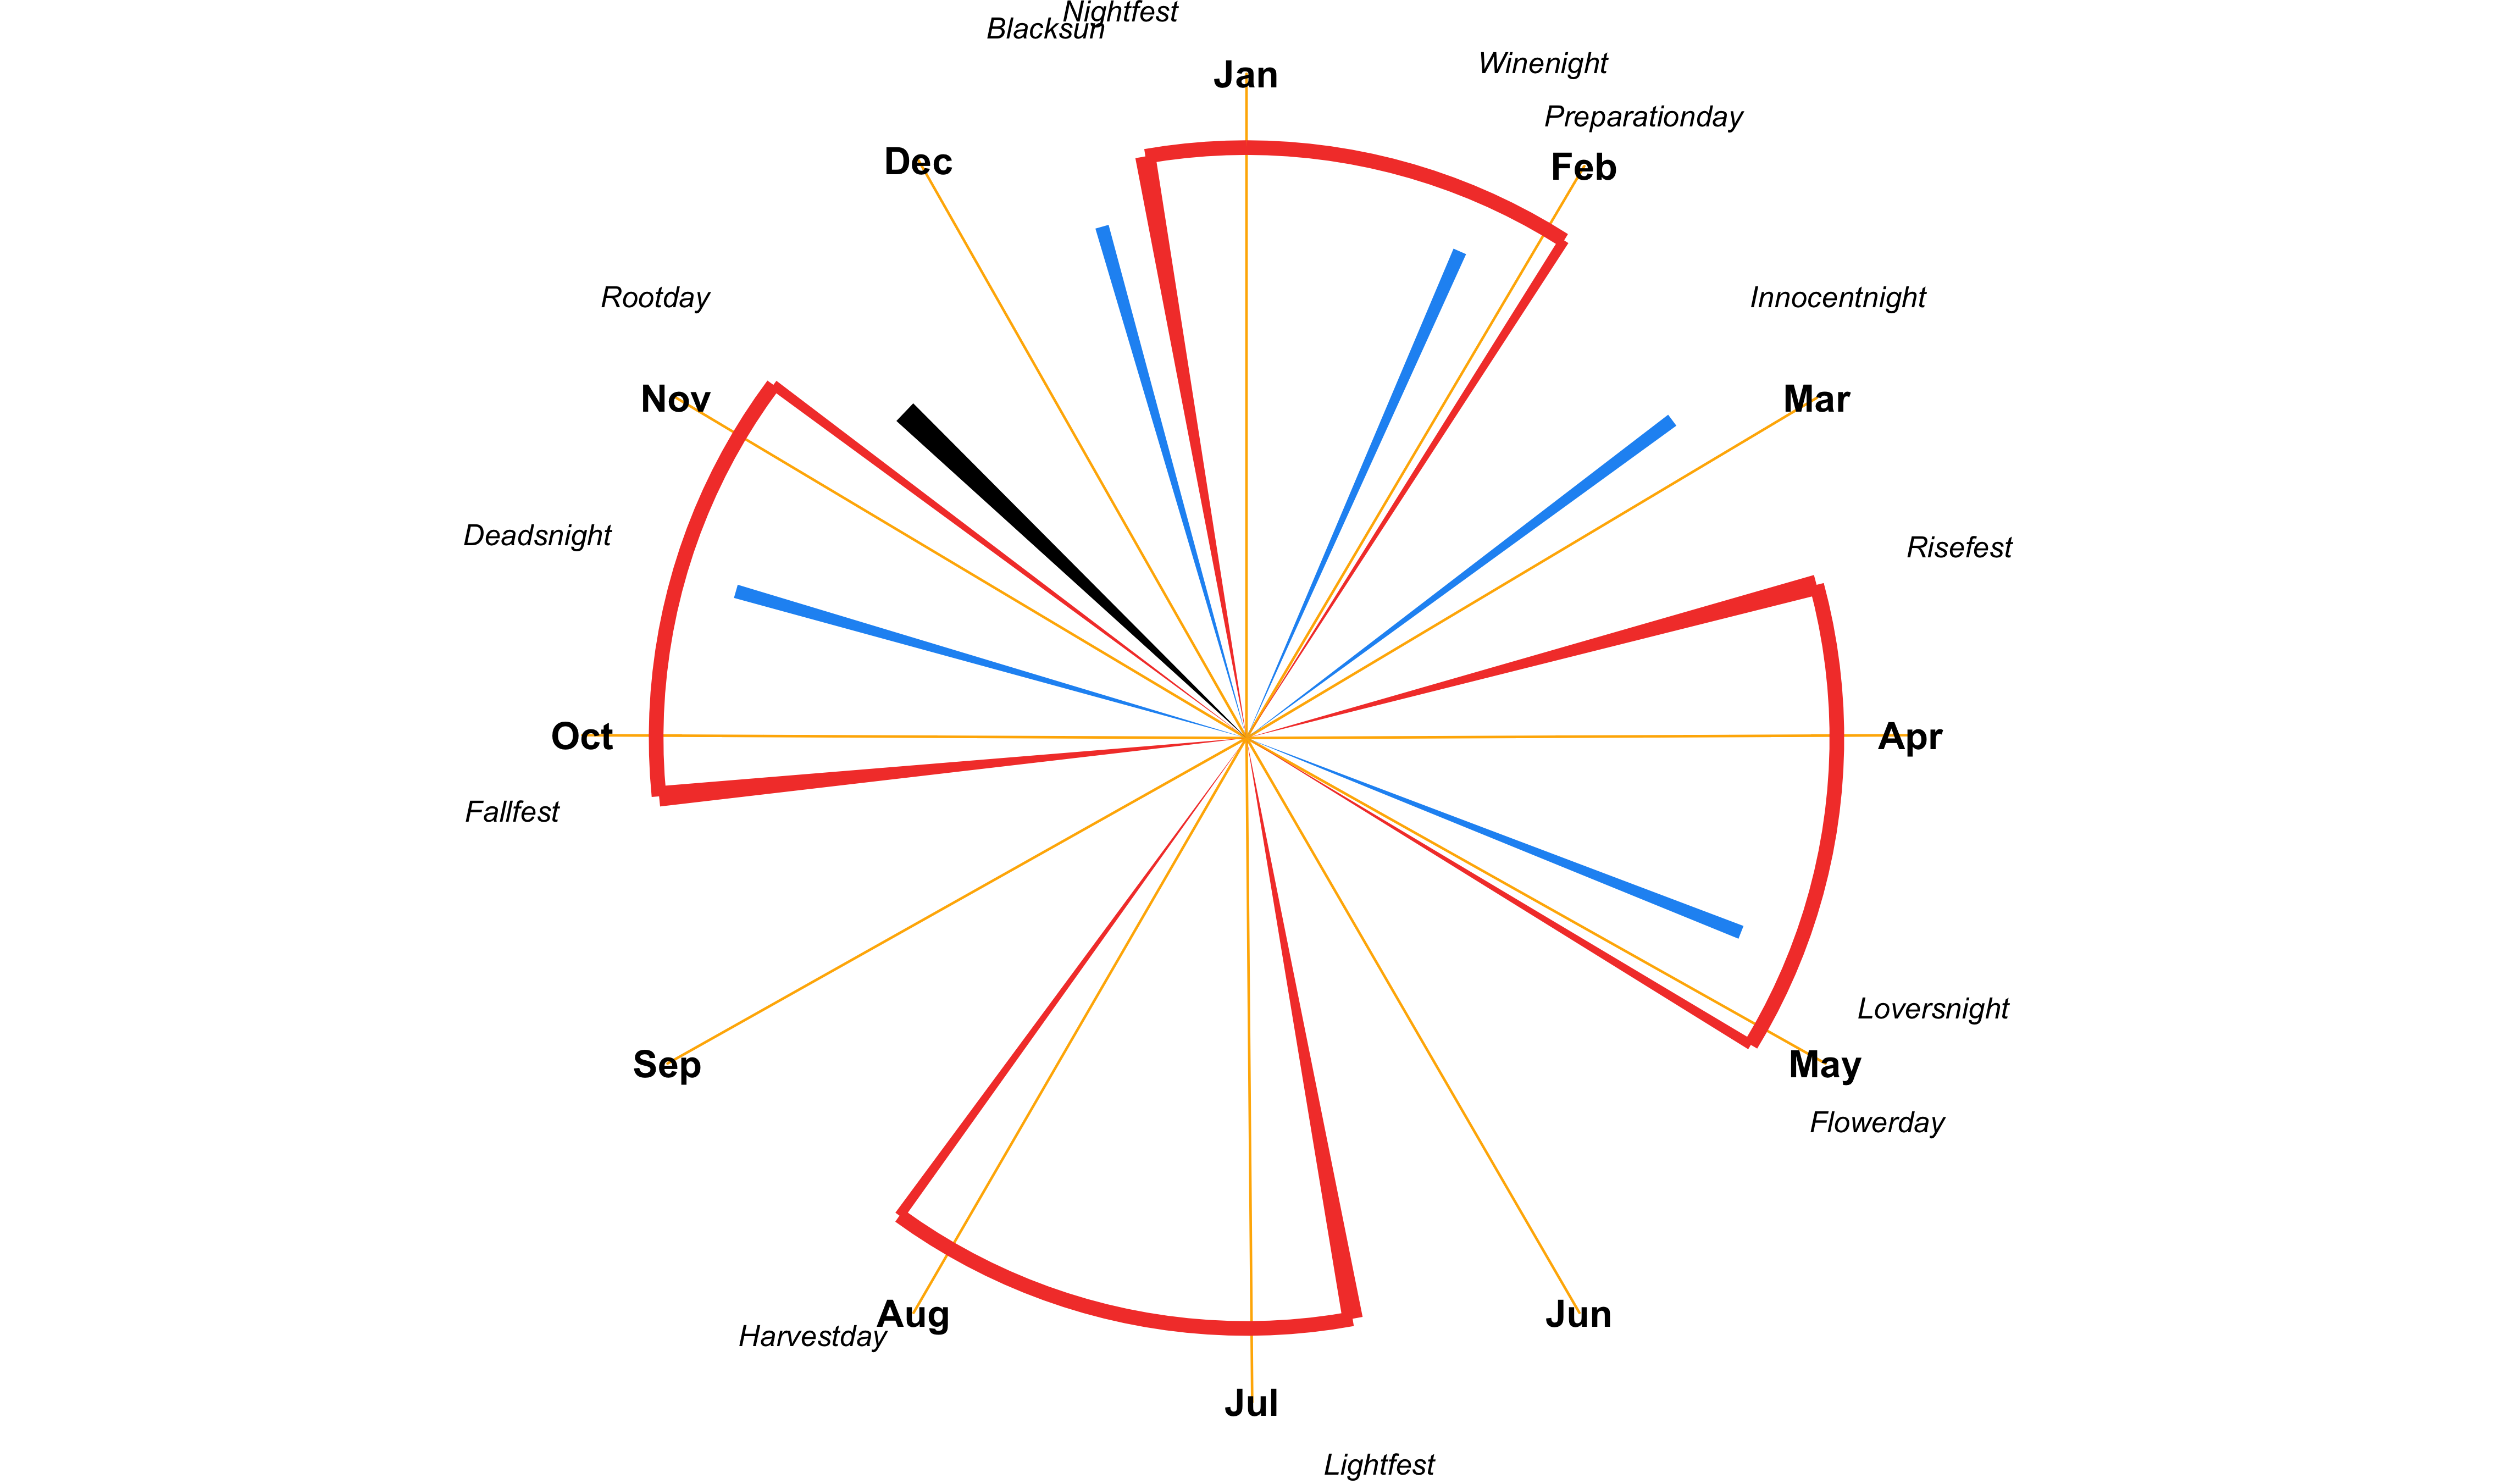 Nightfest
Blacksun
Jan
Winenight
Preparationday
Dec
Feb
Rootday
Innocentnight
Nov
Mar
Deadsnight
Risefest
Oct
Apr
Fallfest
Loversnight
Sep
May
Flowerday
Aug
Jun
Harvestday
Jul
Lightfest